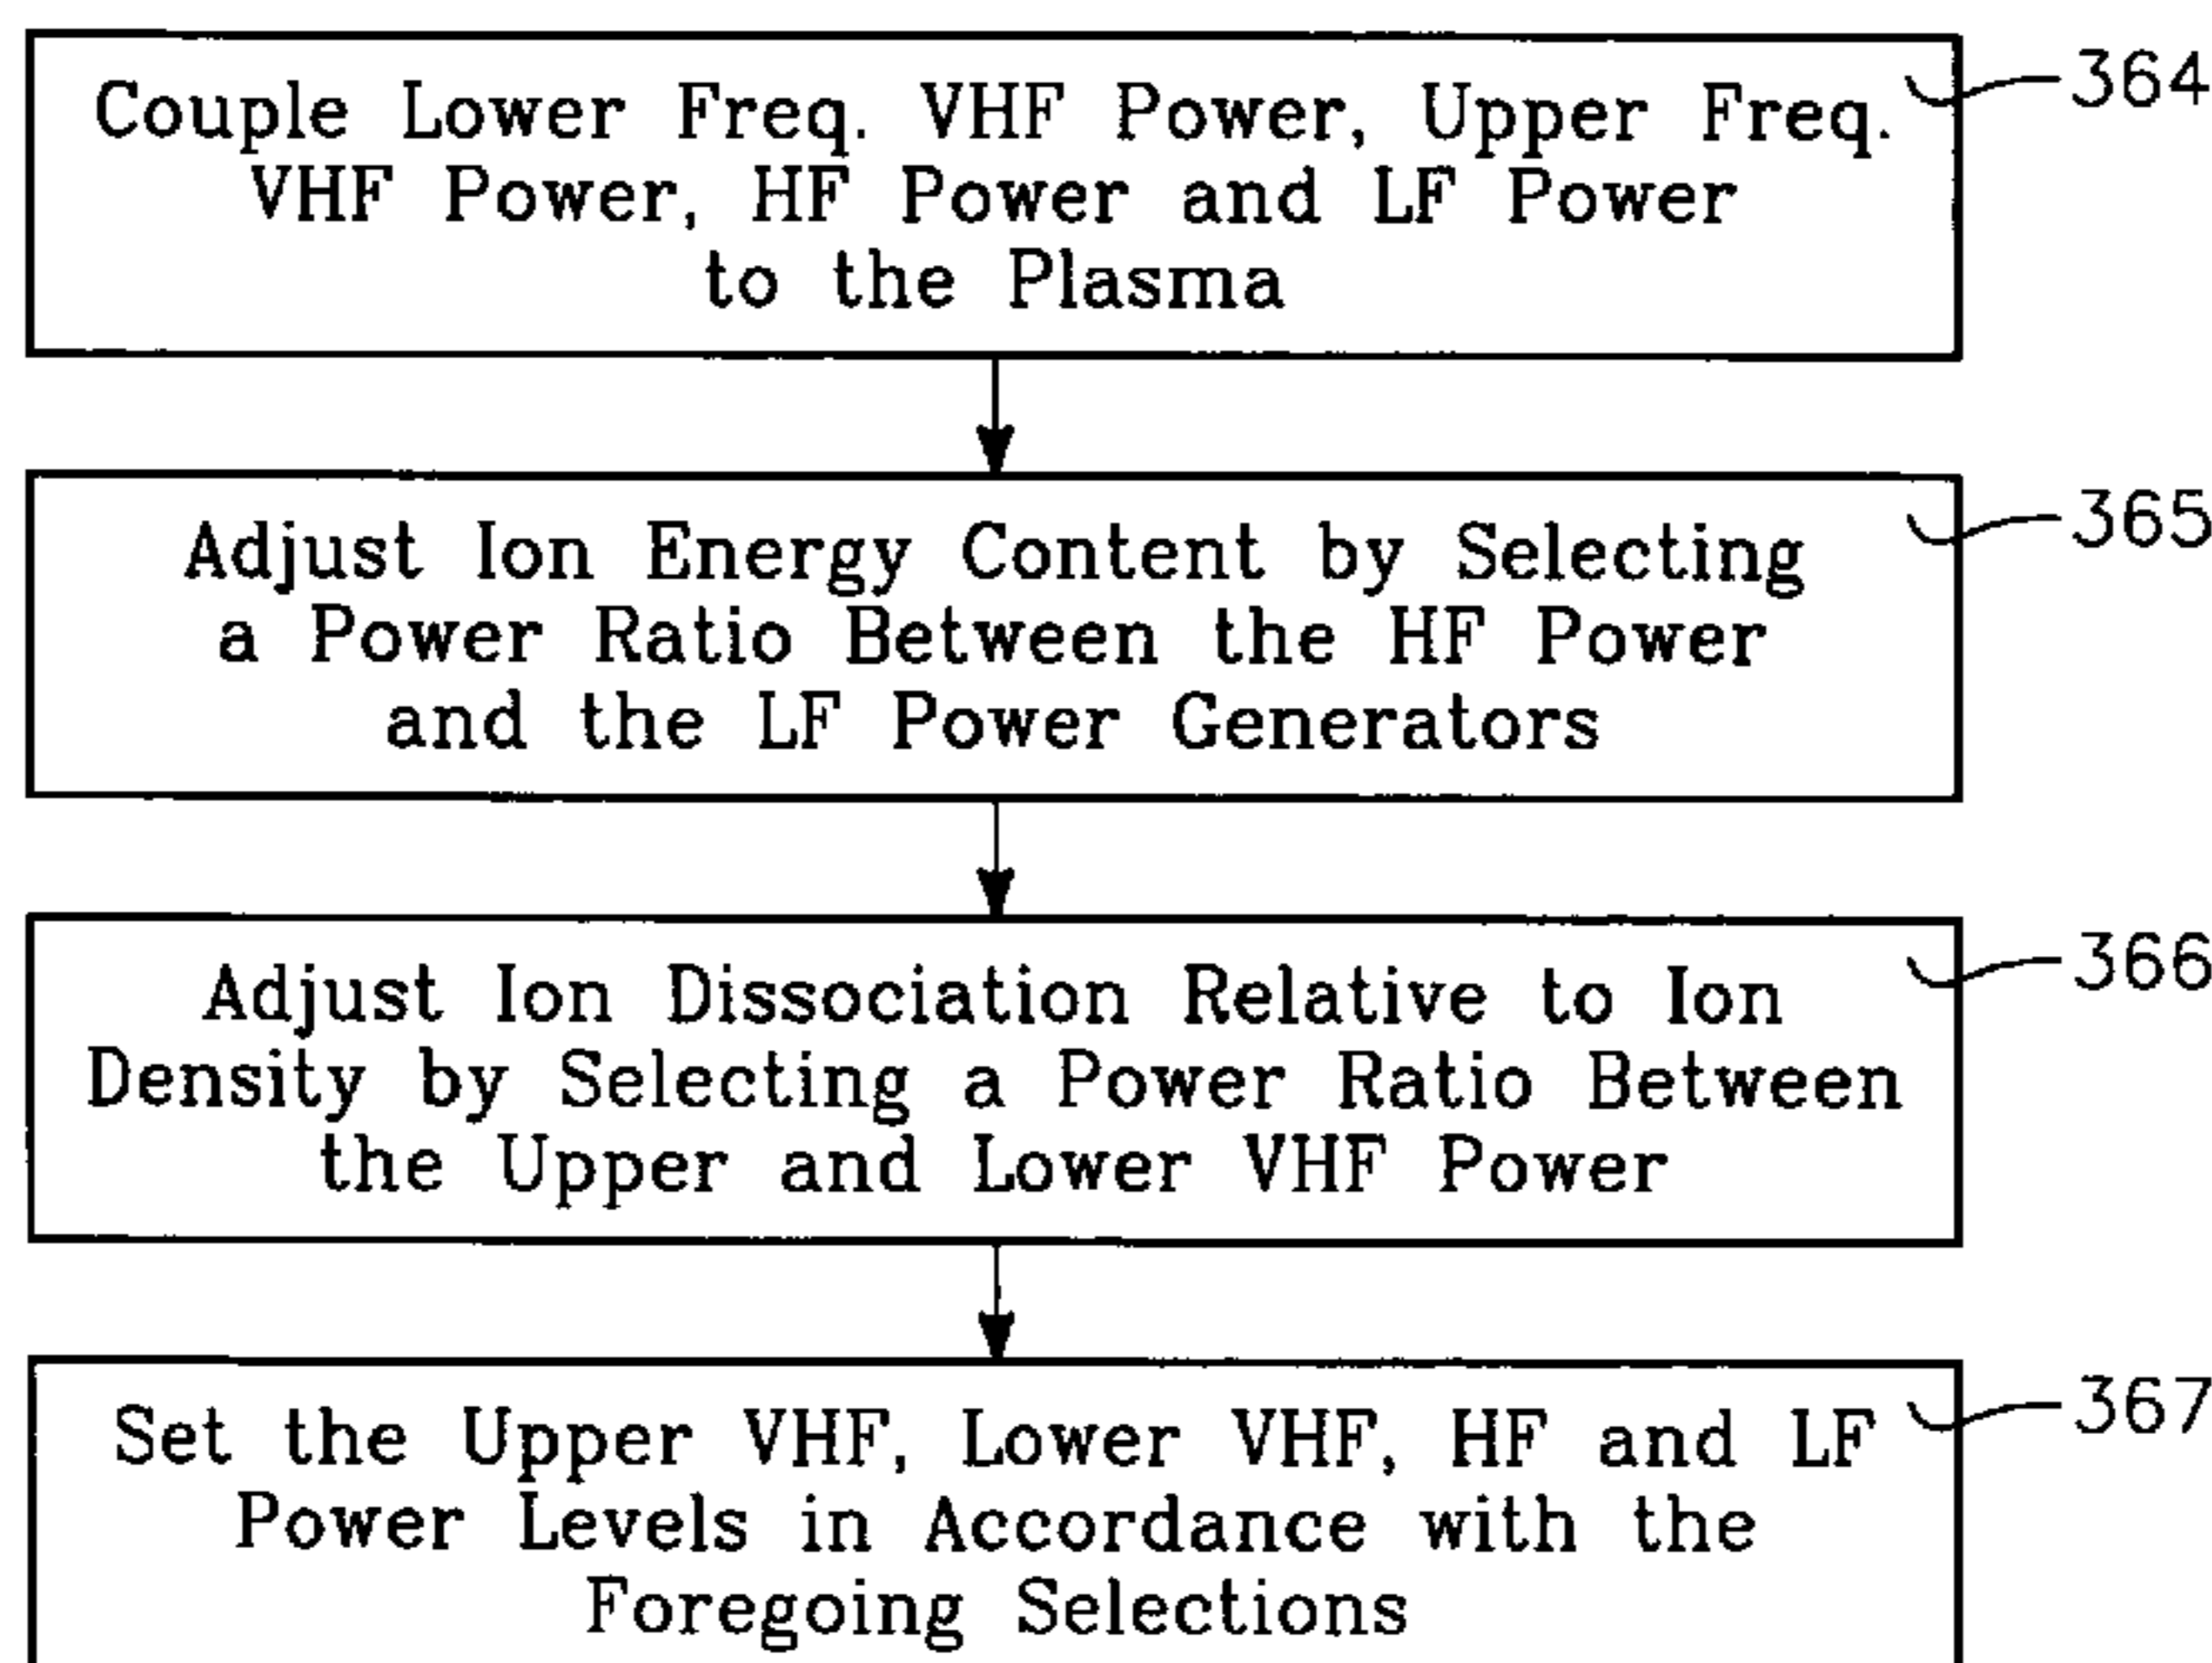 Couple Lower Freq. VHF Power, Upper Freq.
VHF Power, HF Power and LF Power
to the Plasma
364
Adjust Ion Energy Content by Selecting
a Power Ratio Between the HF Power
and the LF Power Generators
365
Adjust Ion Dissociation Relative to Ion
Density by Selecting a Power Ratio Between
the Upper and Lower VHF Power
366
Set the Upper VHF, Lower VHF, HF and LF
Power Levels in Accordance with the
Foregoing Selections
367